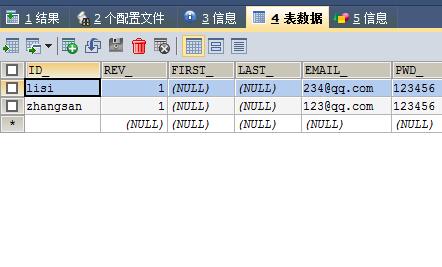 1 结果 2 个配置文件 3 信息 4 表数据 5 信息
ID_ REV_ FIRST_ LAST_ EMAIL_ PWD_
lisi 1 (NULL) (NULL) 234@qq.com 123456
zhangsan 1 (NULL) (NULL) 123@qq.com 123456
* (NULL) (NULL) (NULL) (NULL) (NULL)